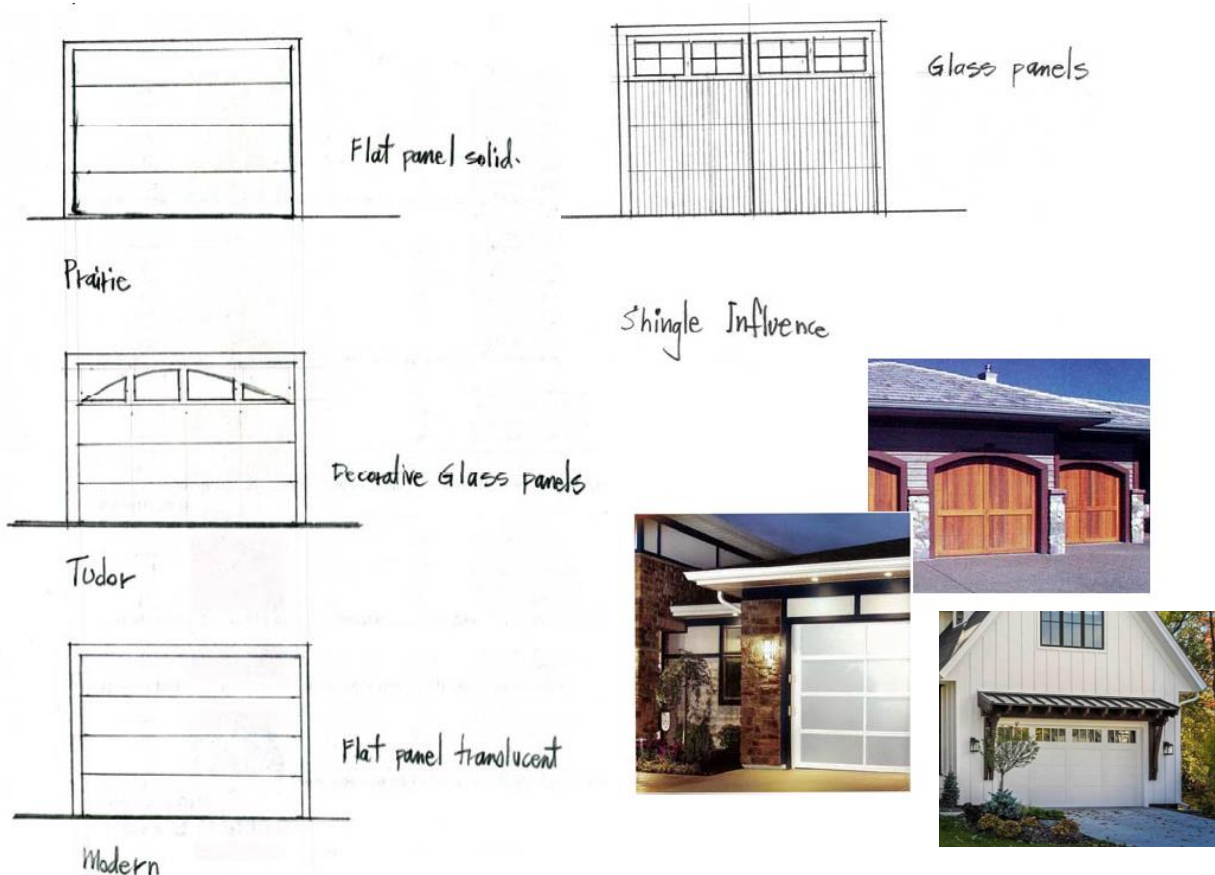 Flat panel solid.
Prairie
Decorative Glass panels
Tudor
Flat panel translucent
Modern
Glass panels
Shingle Influence